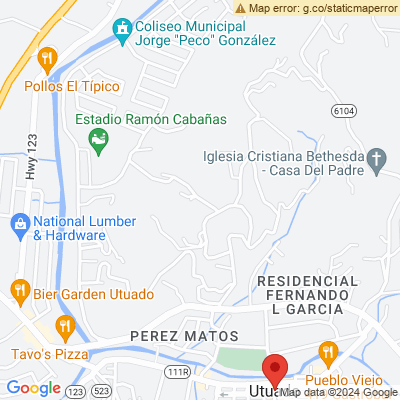 Map error: g.co/staticmaperror
Coliseo Municipal
Jorge "Peco" González
Pollos El Típico
6104
Estadio Ramón Cabañas
Hwy 123
Iglesia Cristiana Bethesda
- Casa Del Padre
National Lumber
& Hardware
RESIDENCIAL
FERNANDO
L GARCIA
Bier Garden Utuado
PEREZ MATOS
Tavo's Pizza
111R
Pueblo Viejo
Google
523
523
111
Map data ©2024 Google